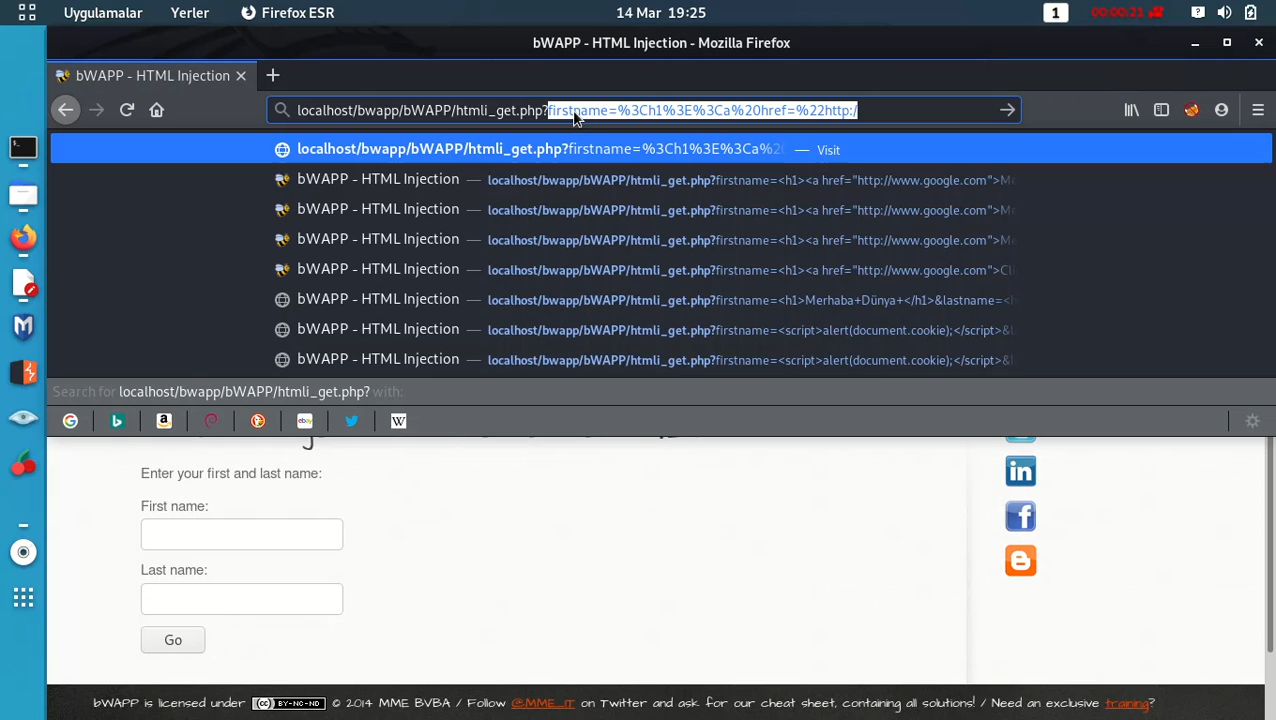 Uygulamalar Yerler Firefox ESR 14 Mar 19:25 1 00:00:21
bWAPP - HTML Injection - Mozilla Firefox
bWAPP - HTML Injection
localhost/bwapp/bWAPP/htmli_get.php?firstname=%3Ch1%3E%3Ca%20href=%22http:/
localhost/bwapp/bWAPP/htmli_get.php?firstname=%3Ch1%3E%3Ca%2 — Visit
bWAPP - HTML Injection — localhost/bwapp/bWAPP/htmli_get.php?firstname=<h1><a href="http://www.google.com">M
bWAPP - HTML Injection — localhost/bwapp/bWAPP/htmli_get.php?firstname=<h1><a href="http://www.google.com">M
bWAPP - HTML Injection — localhost/bwapp/bWAPP/htmli_get.php?firstname=<h1><a href="http://www.google.com">M
bWAPP - HTML Injection — localhost/bwapp/bWAPP/htmli_get.php?firstname=<h1><a href="http://www.google.com">Cl
bWAPP - HTML Injection — localhost/bwapp/bWAPP/htmli_get.php?firstname=<h1>Merhaba+Dünya+</h1>&lastname=<h
bWAPP - HTML Injection — localhost/bwapp/bWAPP/htmli_get.php?firstname=<script>alert(document.cookie);</script>&l
bWAPP - HTML Injection — localhost/bwapp/bWAPP/htmli_get.php?firstname=<script>alert(document.cookie);</script>&l
Search for localhost/bwapp/bWAPP/htmli_get.php? with:
Enter your first and last name:
First name:
Last name:
Go
bWAPP is licensed under CC BY-NC-ND © 2014 MME BVBA / Follow @MME_IT on Twitter and ask for our cheat sheet, containing all solutions! / Need an exclusive training?